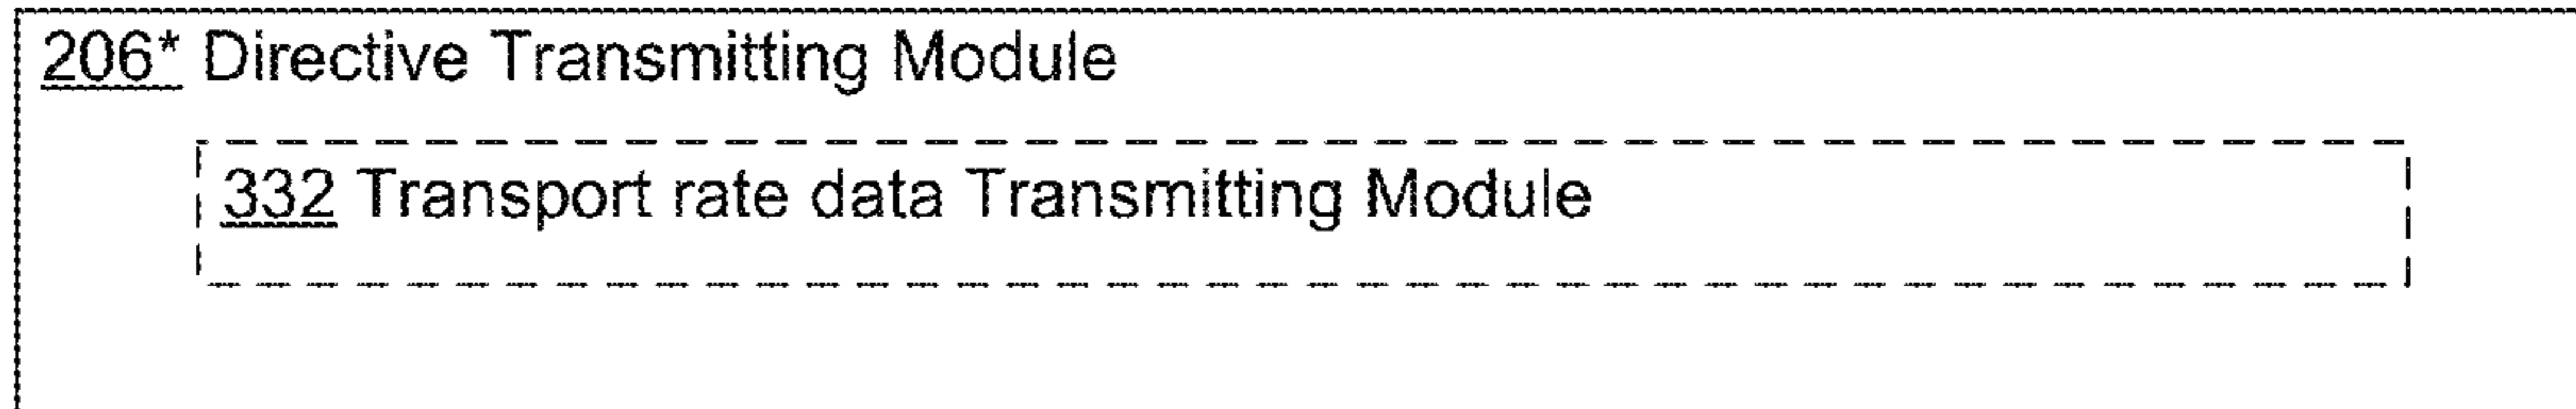 206* Directive Transmitting Module
332 Transport rate data Transmitting Module